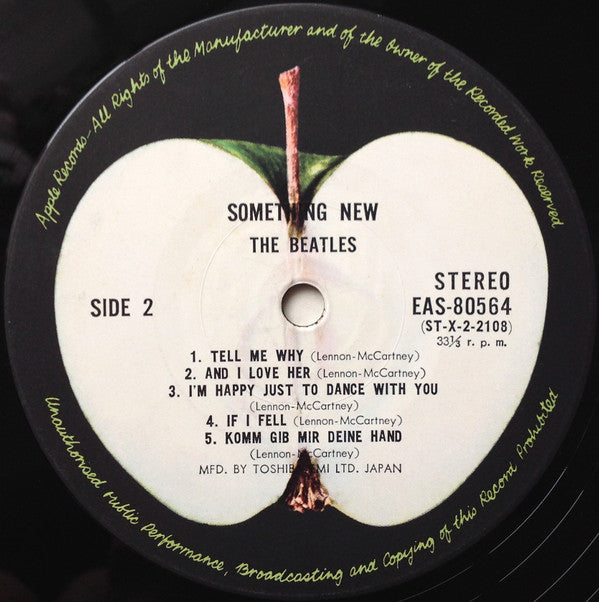 Apple Records-All Rights of the Manufacturer and of the Owner of the Recorded Work Reserved
SOMETHING NEW
THE BEATLES
SIDE 2
STEREO
EAS-80564
(ST-X-2-2108)
33⅓ r. p. m.
1. TELL ME WHY (Lennon-McCartney)
2. AND I LOVE HER (Lennon-McCartney)
3. I'M HAPPY JUST TO DANCE WITH YOU
(Lennon-McCartney)
4. IF I FELL (Lennon-McCartney)
5. KOMM GIB MIR DEINE HAND
(Lennon-McCartney)
MFD. BY TOSHIBA EMI LTD. JAPAN
Unauthorised Public Performance, Broadcasting and Copying of this Record Prohibited